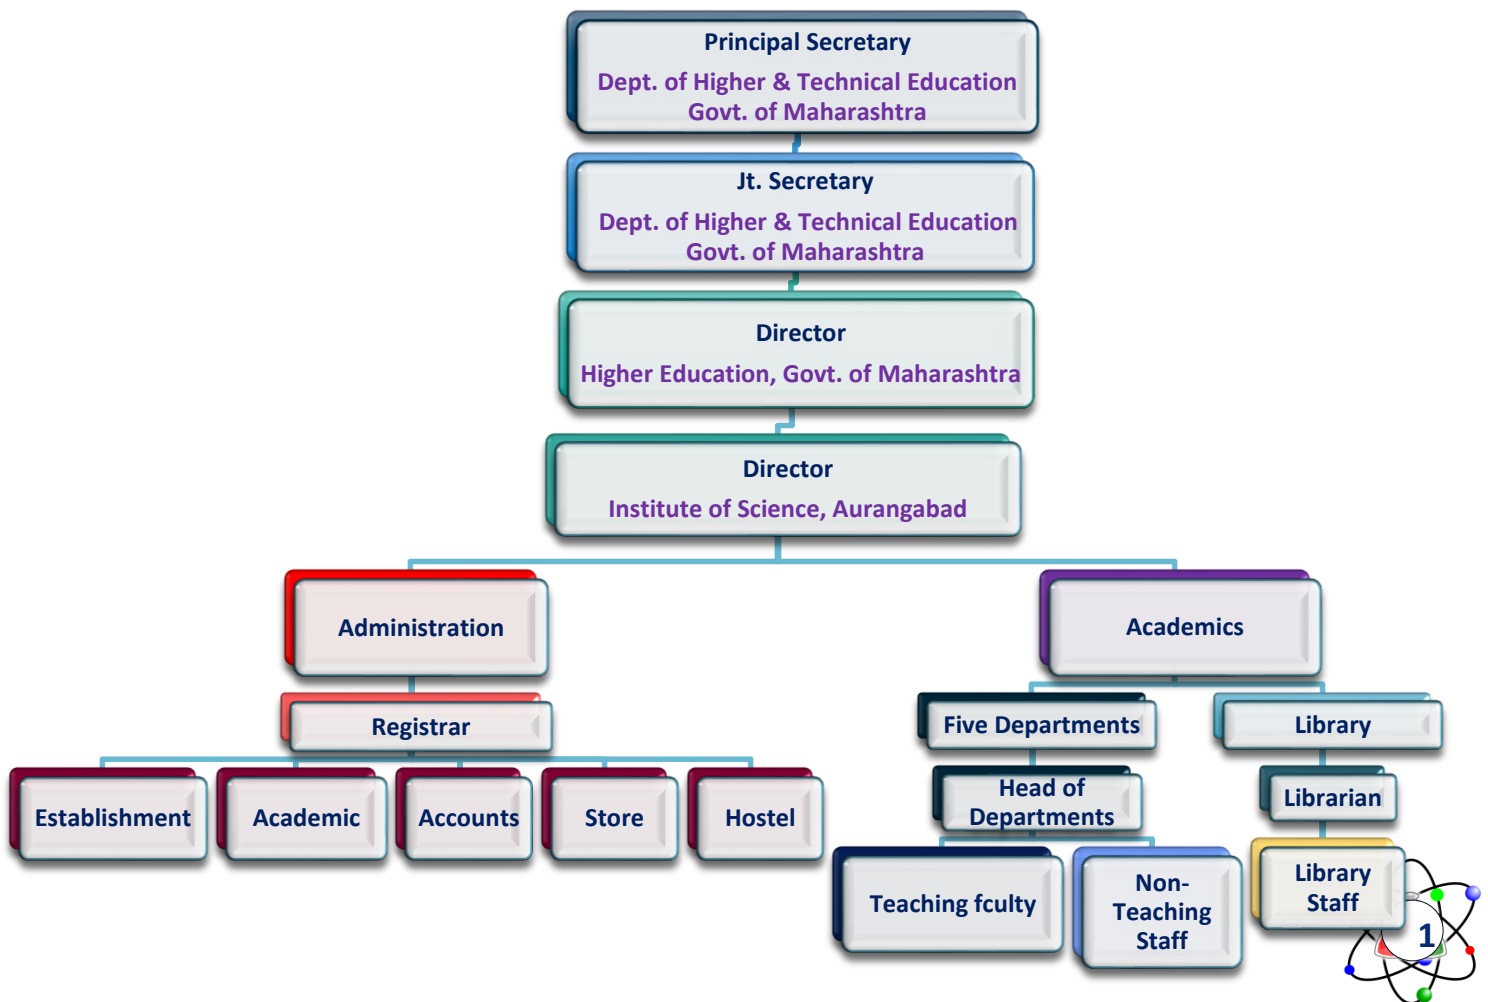 Principal Secretary
Dept. of Higher & Technical Education
Govt. of Maharashtra
Jt. Secretary
Dept. of Higher & Technical Education
Govt. of Maharashtra
Director
Higher Education, Govt. of Maharashtra
Director
Institute of Science, Aurangabad
Administration
Academics
Registrar
Five Departments
Library
Establishment
Academic
Accounts
Store
Hostel
Head of
Departments
Librarian
Teaching fculty
Non-
Teaching
Staff
Library
Staff
1